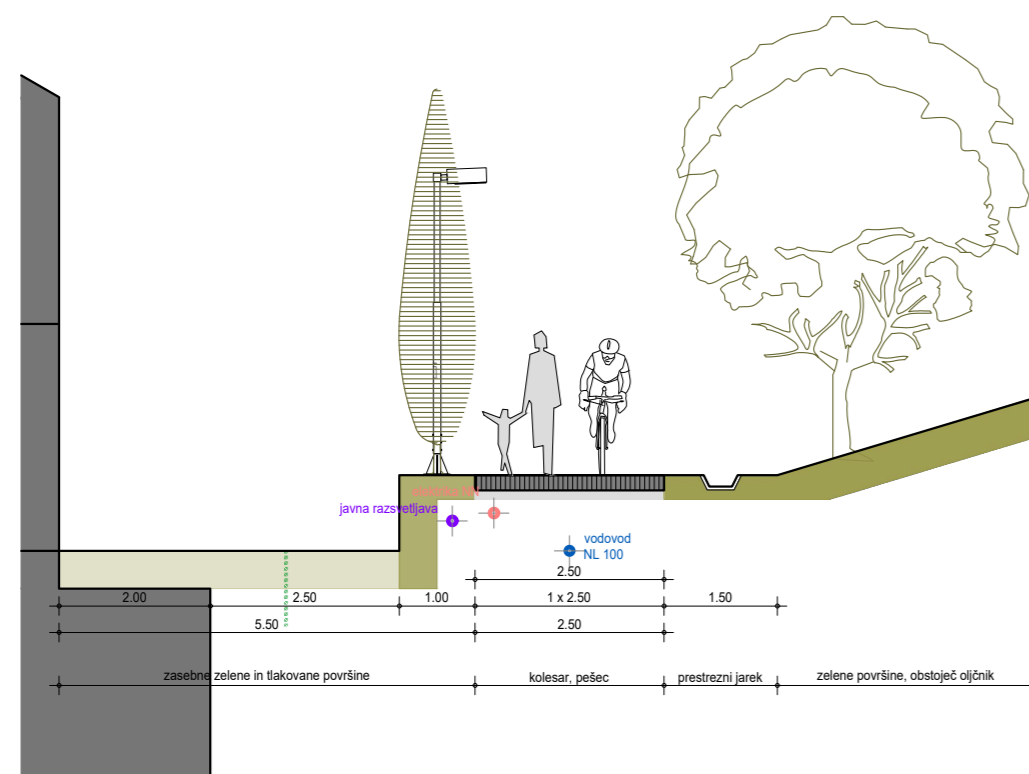 javna razsvetljava
vodovod
NL 100
2.50
2.00
2.50
1.00
1 x 2.50
1.50
5.50
2.50
zasebne zelene in tlakovane površine
kolesar, pešec
prestrezni jarek
zelene površine, obstoječ oljčnik